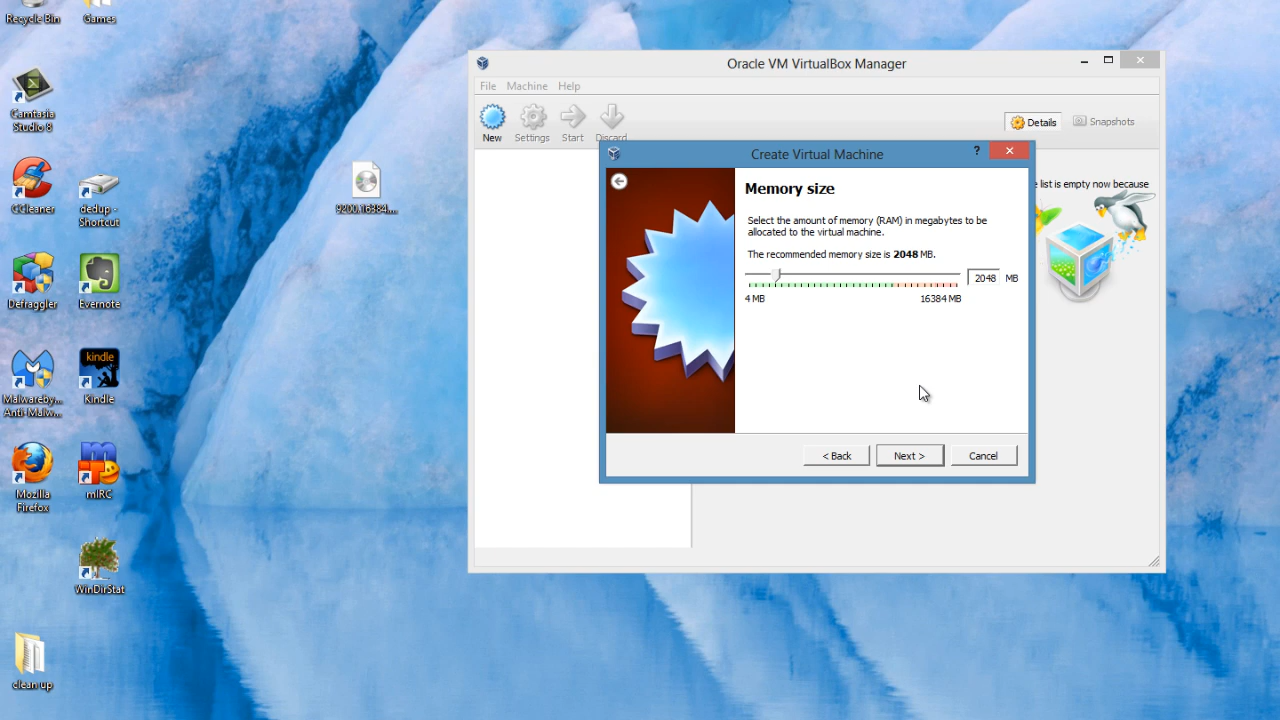 Recycle Bin
Games
Camtasia
Studio 8
CCleaner
dedup -
Shortcut
Defraggler
Evernote
Malwareby...
Anti-Malw...
kindle
Kindle
Mozilla
Firefox
mIRC
WinDirStat
clean up
9200.16384....
Oracle VM VirtualBox Manager
File Machine Help
New Settings Start Discard
Details Snapshots
list is empty now because
Create Virtual Machine
?
Memory size
Select the amount of memory (RAM) in megabytes to be
allocated to the virtual machine.
The recommended memory size is 2048 MB.
2048 MB
4 MB 16384 MB
< Back Next > Cancel